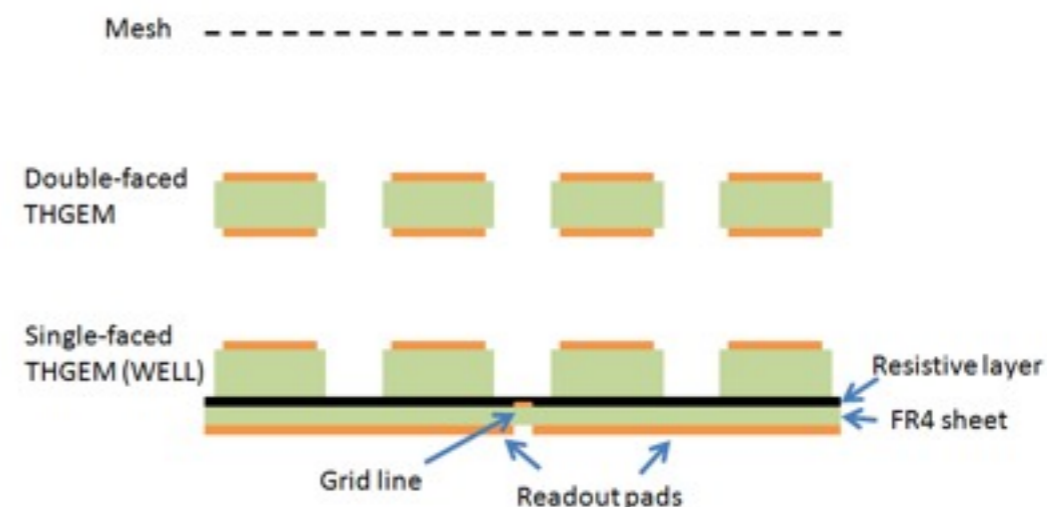 Mesh
Double-faced
THGEM
Single-faced
THGEM (WELL)
Resistive layer
FR4 sheet
Grid line
Readout pads